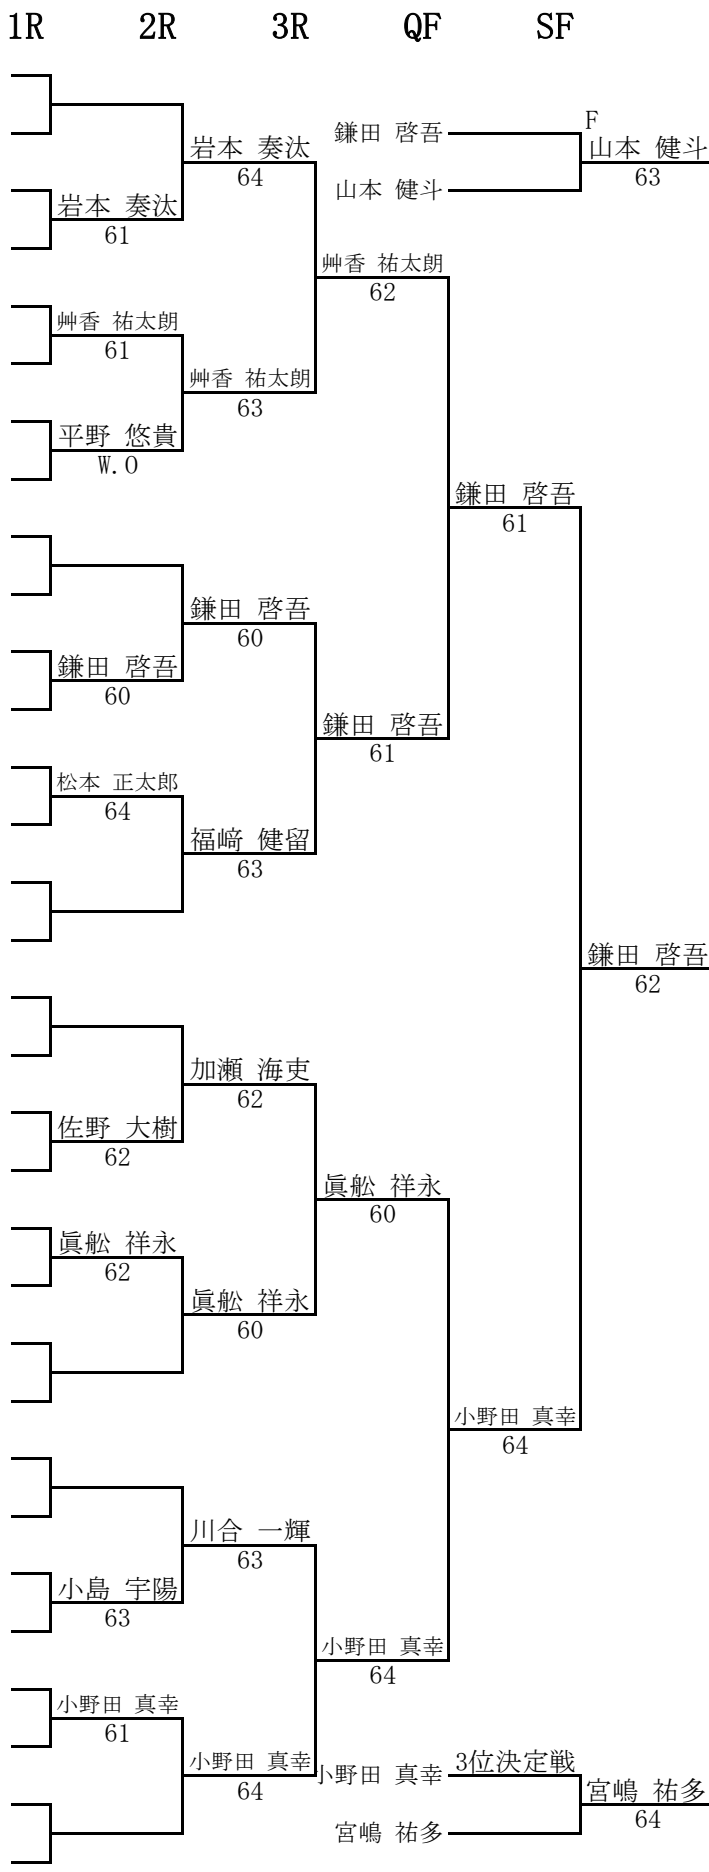 1R 2R 3R QF SF
F
鎌田 啓吾
岩本 奏汰
山本 健斗
64
63
山本 健斗
岩本 奏汰
61
艸香 祐太朗
62
艸香 祐太朗
61
艸香 祐太朗
63
平野 悠貴
W.O
鎌田 啓吾
61
鎌田 啓吾
60
鎌田 啓吾
60
鎌田 啓吾
61
松本 正太郎
64
福﨑 健留
63
鎌田 啓吾
62
加瀬 海吏
62
佐野 大樹
62
眞舩 祥永
60
眞舩 祥永
62
眞舩 祥永
60
小野田 真幸
64
川合 一輝
63
小島 宇陽
63
小野田 真幸
64
小野田 真幸
61
小野田 真幸
64
3位決定戦
小野田 真幸
宮嶋 祐多
64
宮嶋 祐多